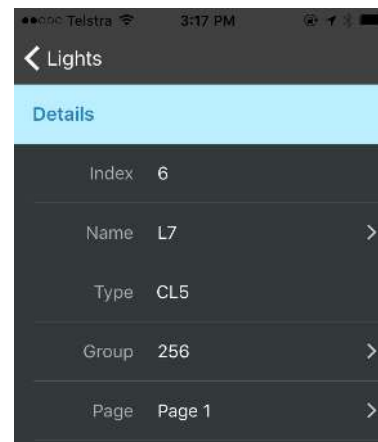 Telstra 3:17 PM
Lights
Details
Index 6
Name L7
Type CL5
Group 256
Page Page 1